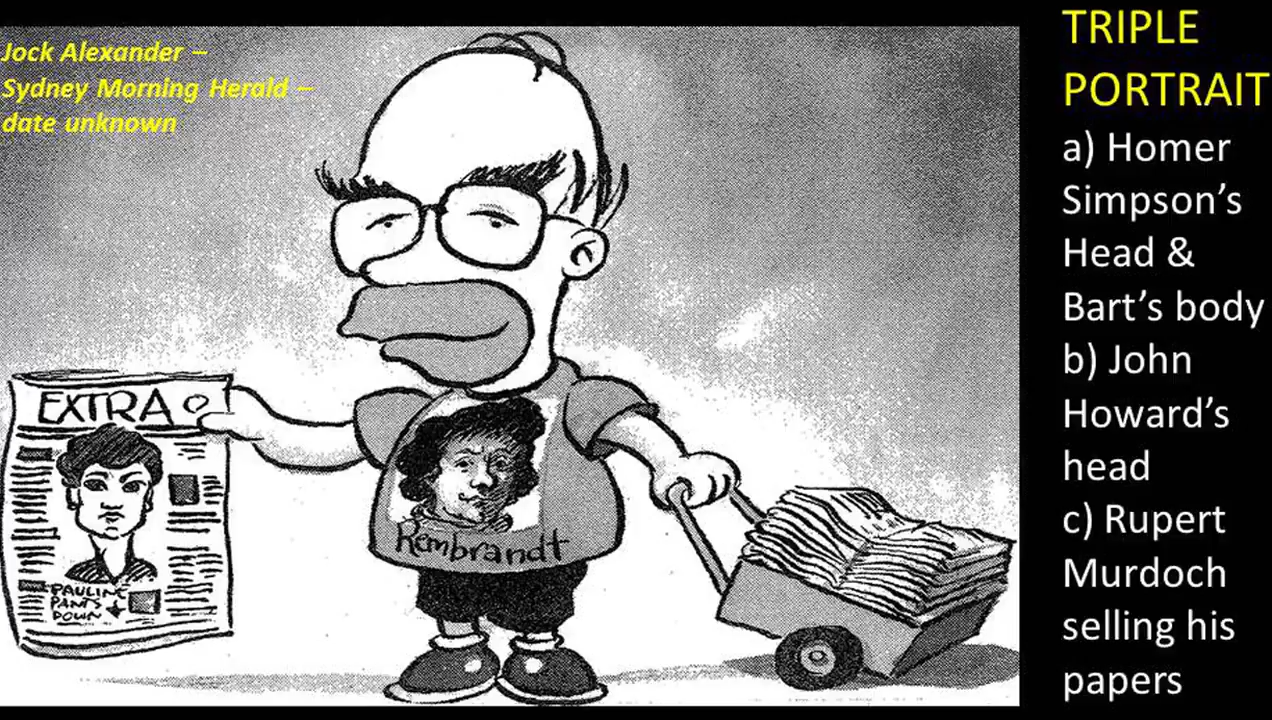 Jock Alexander –
Sydney Morning Herald –
date unknown
EXTRA
PAULINE
PANTS
DOWN
Rembrandt
TRIPLE
PORTRAIT
a) Homer
Simpson’s
Head &
Bart’s body
b) John
Howard’s
head
c) Rupert
Murdoch
selling his
papers